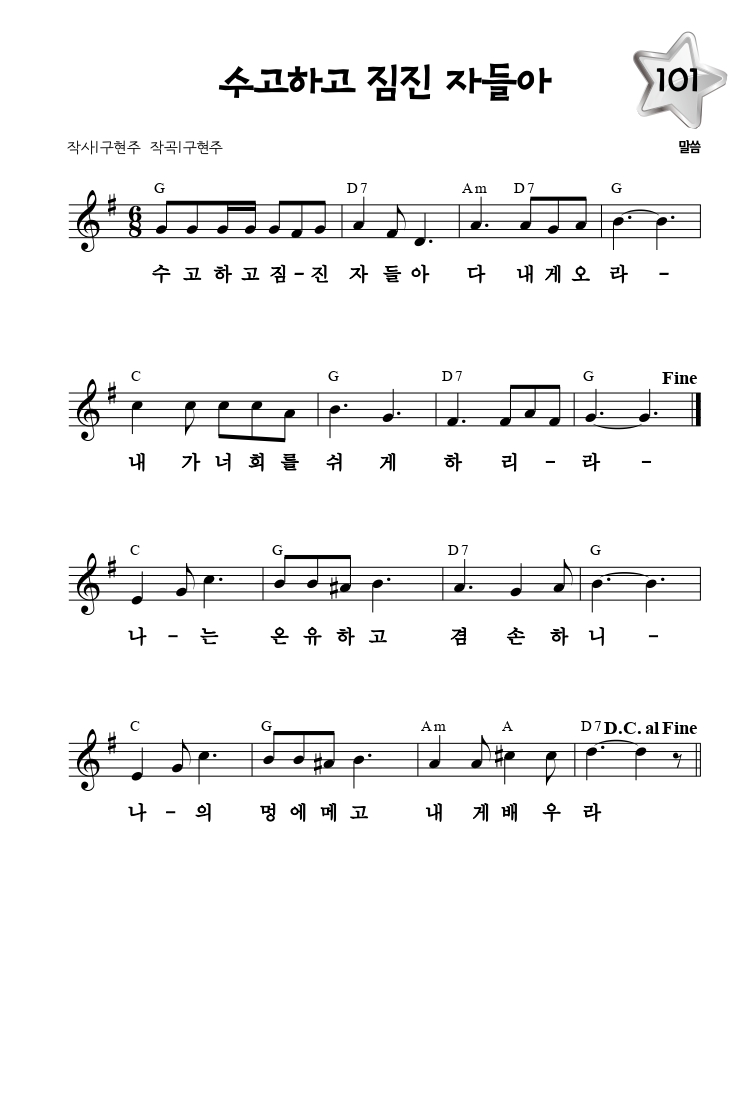 수고하고 짐진 자들아
101
작사|구현주 작곡|구현주
말씀
G D7 Am D7 G
6
8
수 고 하 고 짐 - 진 자 들 아 다 내 게 오 라 -
C G D7 G Fine
내 가 너 희 를 쉬 게 하 리 - 라 -
C G D7 G
나 - 는 온 유 하 고 겸 손 하 니 -
C G Am A D7 D.C. al Fine
나 - 의 멍 에 메 고 내 게 배 우 라